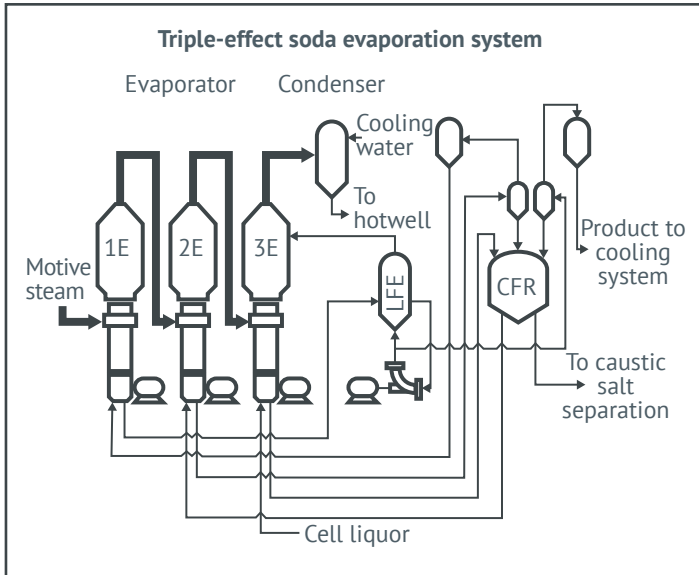 Triple-effect soda evaporation system
Evaporator
Condenser
Cooling
water
To
hotwell
1E
2E
3E
Motive
steam
LFE
CFR
Product to
cooling
system
To caustic
salt
separation
Cell liquor